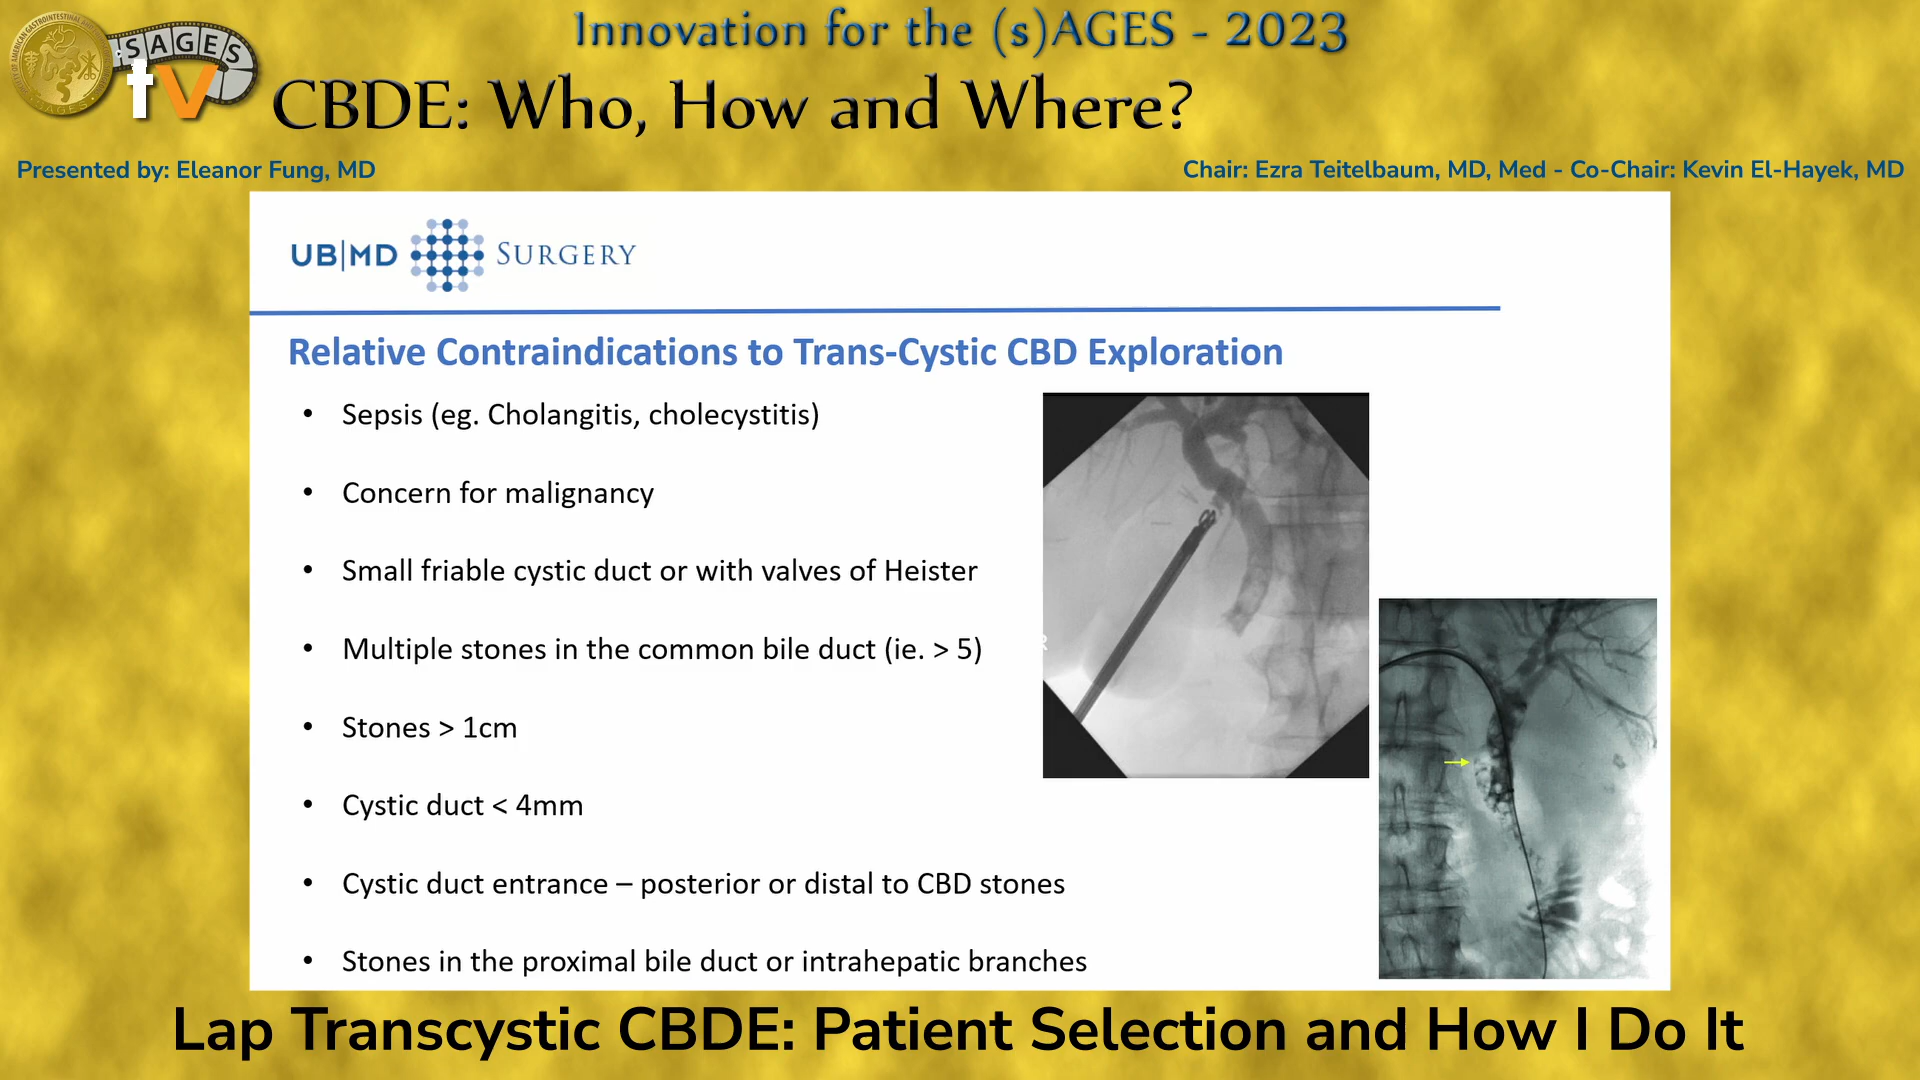 Innovation for the (s)AGES - 2023
SAGES
tv
CBDE: Who, How and Where?
Presented by: Eleanor Fung, MD
Chair: Ezra Teitelbaum, MD, Med - Co-Chair: Kevin El-Hayek, MD
UB|MD SURGERY
Relative Contraindications to Trans-Cystic CBD Exploration
• Sepsis (eg. Cholangitis, cholecystitis)
• Concern for malignancy
• Small friable cystic duct or with valves of Heister
• Multiple stones in the common bile duct (ie. > 5)
• Stones > 1cm
• Cystic duct < 4mm
• Cystic duct entrance – posterior or distal to CBD stones
• Stones in the proximal bile duct or intrahepatic branches
R
Lap Transcystic CBDE: Patient Selection and How I Do It